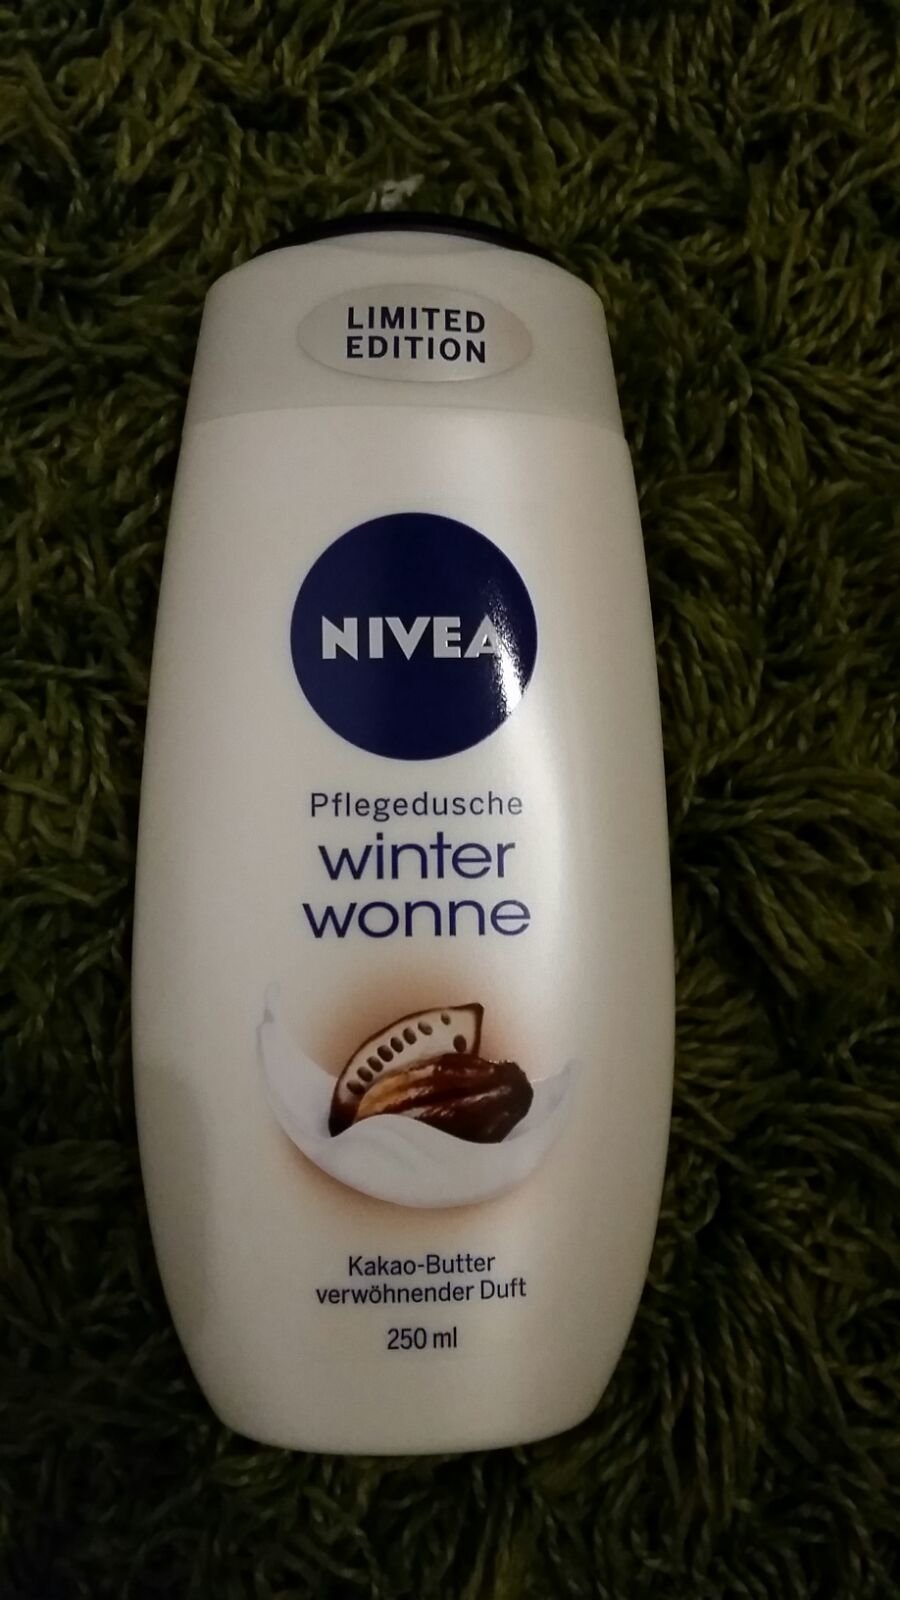 LIMITED
EDITION
NIVEA
Pflegedusche
winter
wonne
Kakao-Butter
verwöhnender Duft
250 ml